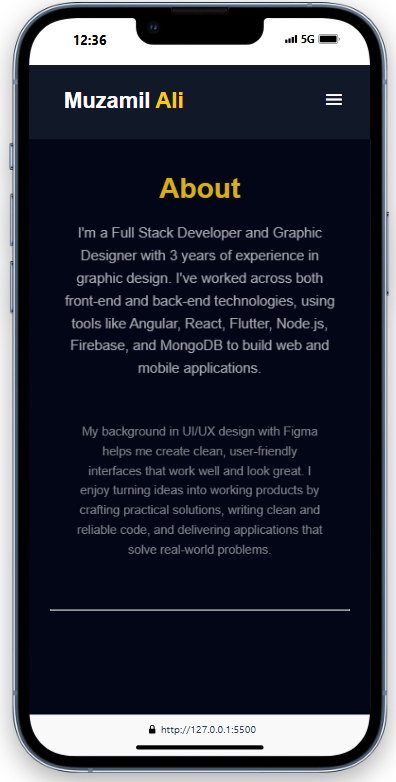 12:36
5G
Muzamil Ali
About
I'm a Full Stack Developer and Graphic
Designer with 3 years of experience in
graphic design. I've worked across both
front-end and back-end technologies, using
tools like Angular, React, Flutter, Node.js,
Firebase, and MongoDB to build web and
mobile applications.
My background in UI/UX design with Figma
helps me create clean, user-friendly
interfaces that work well and look great. I
enjoy turning ideas into working products by
crafting practical solutions, writing clean and
reliable code, and delivering applications that
solve real-world problems.
http://127.0.0.1:5500